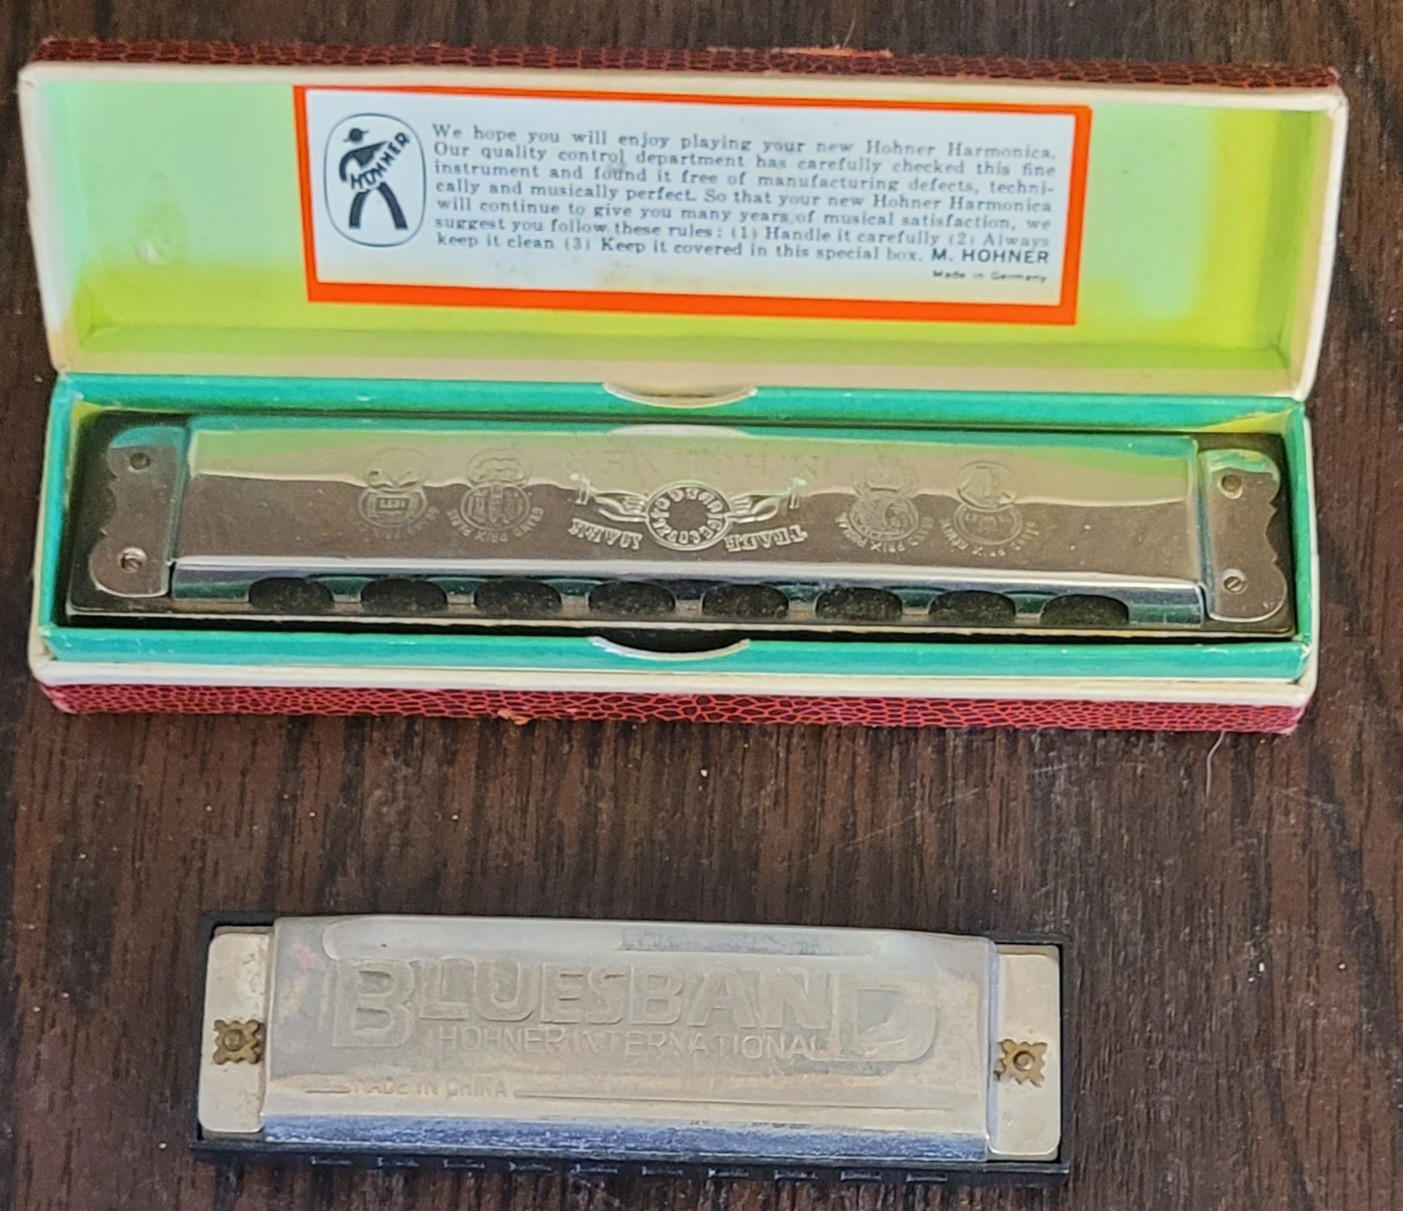 HOHNER
We hope you will enjoy playing your new Hohner Harmonica.
Our quality control department has carefully checked this fine
instrument and found it free of manufacturing defects, techni-
cally and musically perfect. So that your new Hohner Harmonica
will continue to give you many years of musical satisfaction, we
suggest you follow these rules: (1) Handle it carefully (2) Always
keep it clean (3) Keep it covered in this special box. M. HOHNER
Made in Germany
TRADE MARK
BLUESBAND
HOHNER INTERNATIONAL
MADE IN CHINA